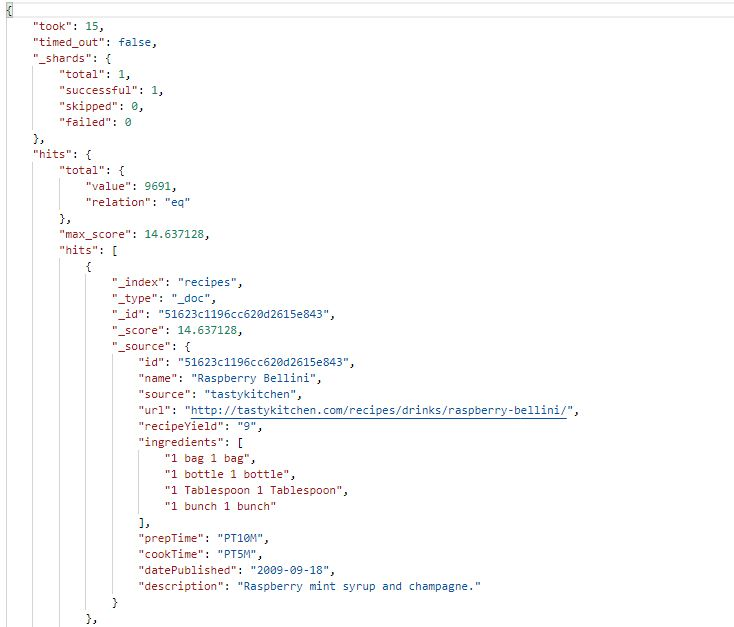 {
"took": 15,
"timed_out": false,
"_shards": {
"total": 1,
"successful": 1,
"skipped": 0,
"failed": 0
},
"hits": {
"total": {
"value": 9691,
"relation": "eq"
},
"max_score": 14.637128,
"hits": [
{
"_index": "recipes",
"_type": "_doc",
"_id": "51623c1196cc620d2615e843",
"_score": 14.637128,
"_source": {
"id": "51623c1196cc620d2615e843",
"name": "Raspberry Bellini",
"source": "tastykitchen",
"url": "http://tastykitchen.com/recipes/drinks/raspberry-bellini/",
"recipeYield": "9",
"ingredients": [
"1 bag 1 bag",
"1 bottle 1 bottle",
"1 Tablespoon 1 Tablespoon",
"1 bunch 1 bunch"
],
"prepTime": "PT10M",
"cookTime": "PT5M",
"datePublished": "2009-09-18",
"description": "Raspberry mint syrup and champagne."
}
},